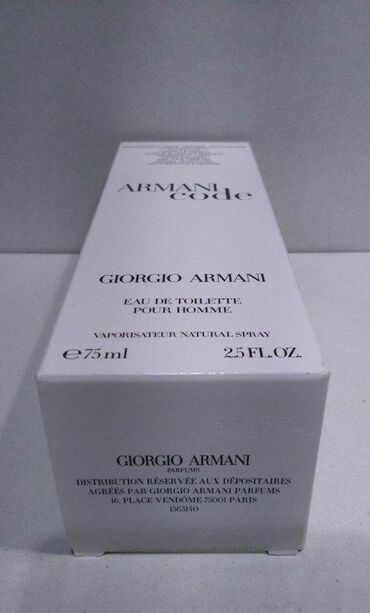 ARMANI
code
GIORGIO ARMANI
EAU DE TOILETTE
POUR HOMME
VAPORISATEUR NATURAL SPRAY
℮75 ml 2.5 FL.OZ.
GIORGIO ARMANI
PARFUMS
DISTRIBUTION RÉSERVÉE AUX DÉPOSITAIRES
AGRÉÉS PAR GIORGIO ARMANI PARFUMS
16, PLACE VENDÔME 75001 PARIS
1563140